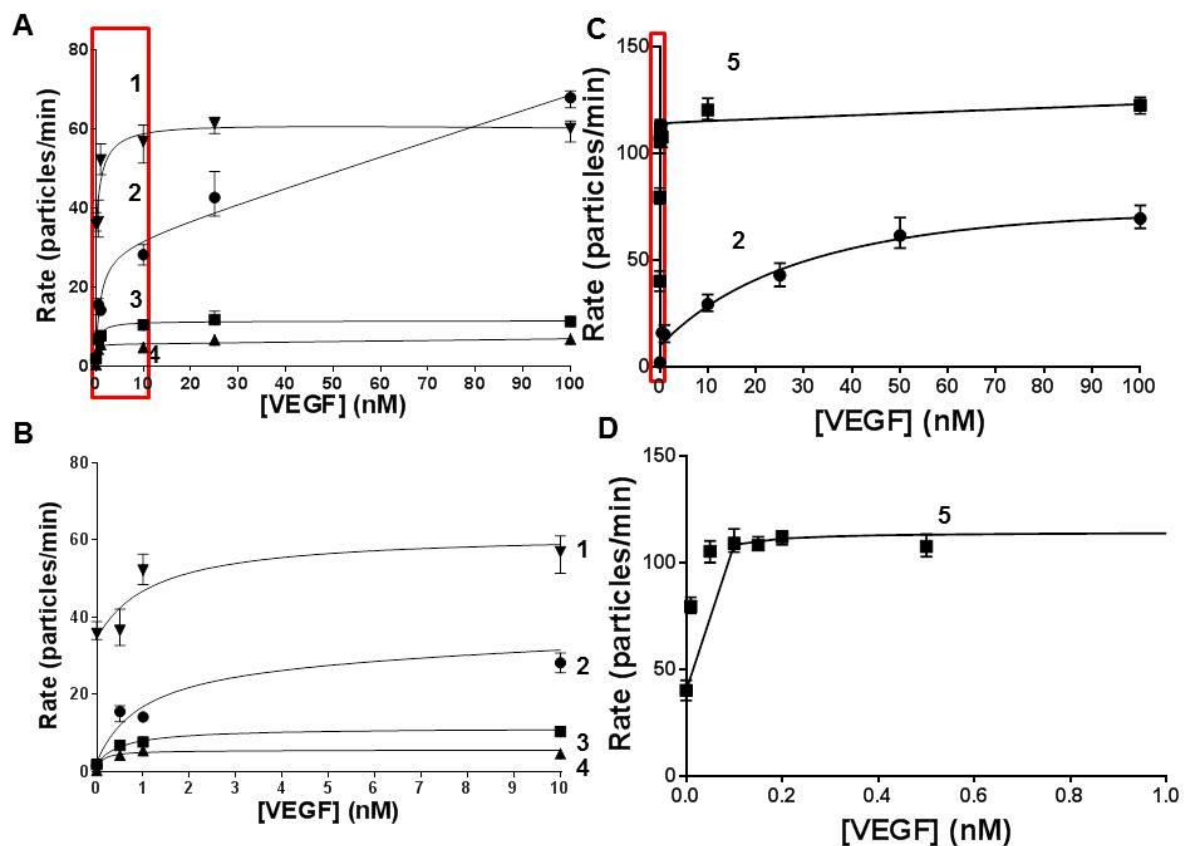 A
Rate (particles/min)
80
60
40
20
0
1
2
3
4
0 10 20 30 40 50 60 70 80 90 100
[VEGF] (nM)
C
Rate (particles/min)
150
100
50
0
5
2
0 10 20 30 40 50 60 70 80 90 100
[VEGF] (nM)
B
Rate (particles/min)
80
60
40
20
0
1
2
3
4
0 1 2 3 4 5 6 7 8 9 10
[VEGF] (nM)
D
Rate (particles/min)
150
100
50
0
5
0.0 0.2 0.4 0.6 0.8 1.0
[VEGF] (nM)